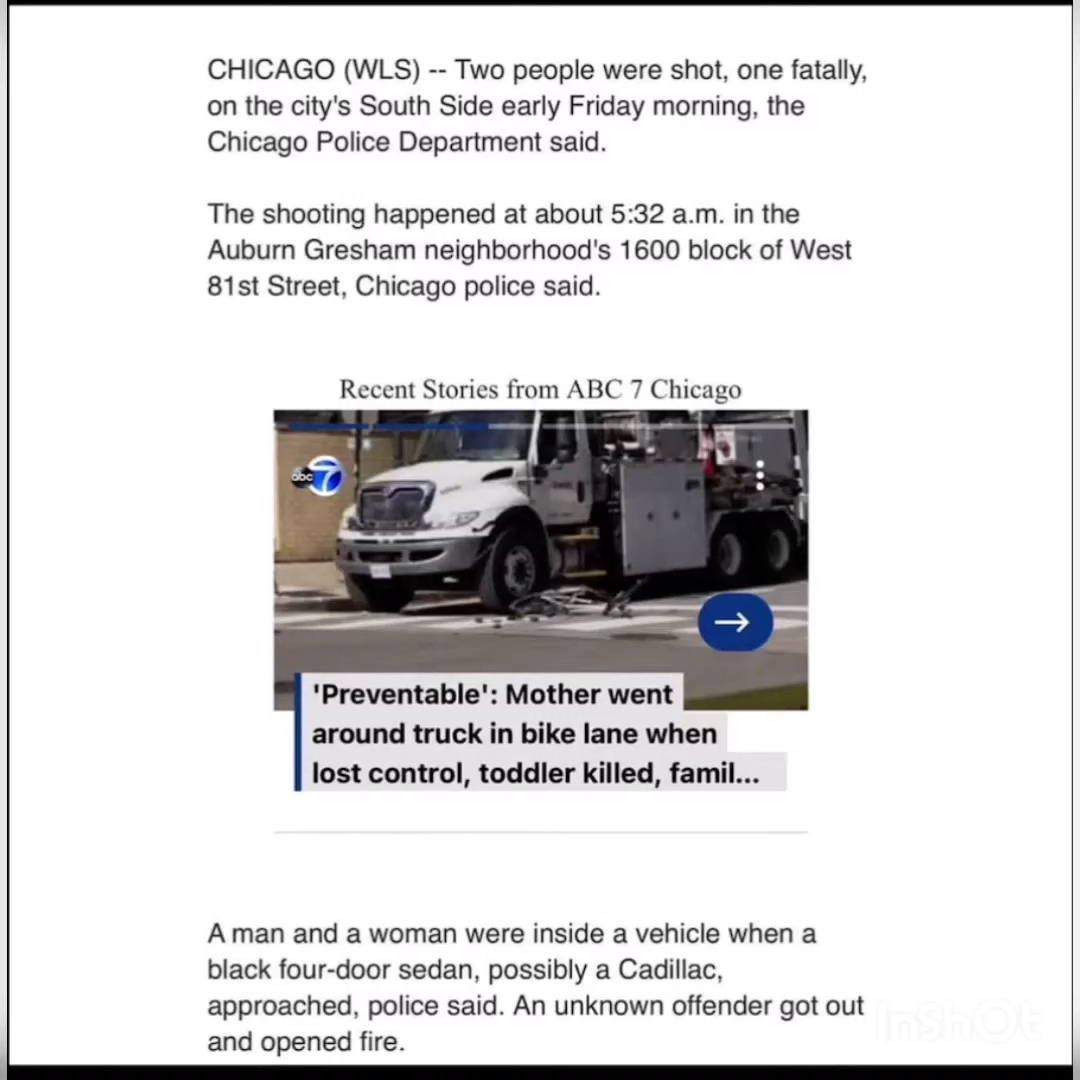 CHICAGO (WLS) -- Two people were shot, one fatally,
on the city's South Side early Friday morning, the
Chicago Police Department said.
The shooting happened at about 5:32 a.m. in the
Auburn Gresham neighborhood's 1600 block of West
81st Street, Chicago police said.
Recent Stories from ABC 7 Chicago
abc 7
'Preventable': Mother went
around truck in bike lane when
lost control, toddler killed, famil...
A man and a woman were inside a vehicle when a
black four-door sedan, possibly a Cadillac,
approached, police said. An unknown offender got out
and opened fire.
InShOt